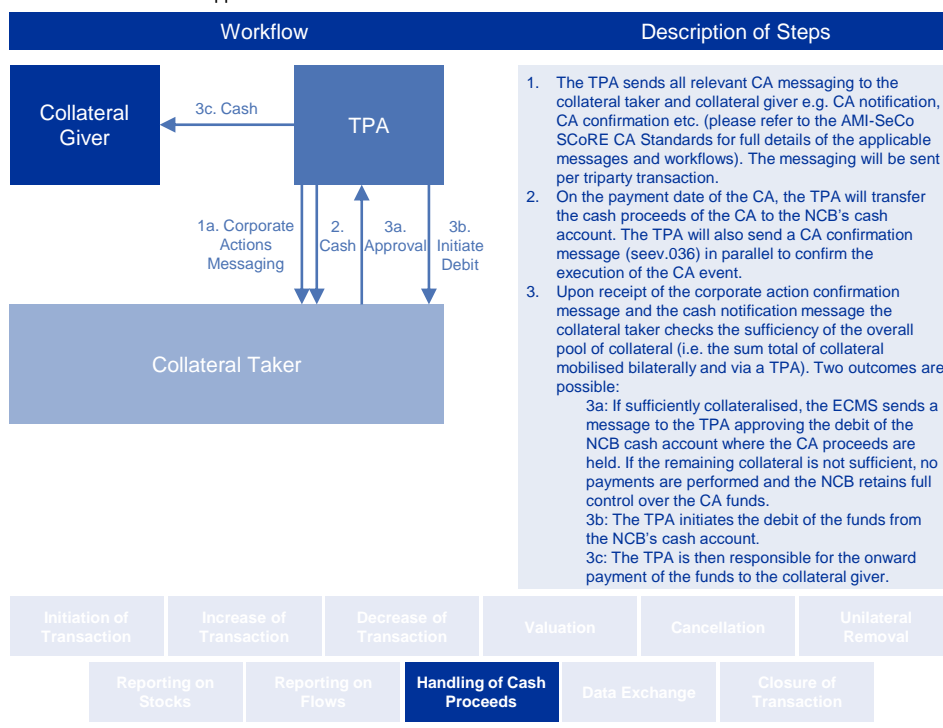 Workflow
Description of Steps
Collateral
Giver
3c. Cash
TPA
1a. Corporate
Actions
Messaging
2.
Cash
3a.
Approval
3b.
Initiate
Debit
Collateral Taker
1. The TPA sends all relevant CA messaging to the
collateral taker and collateral giver e.g. CA notification,
CA confirmation etc. (please refer to the AMI-SeCo
SCoRE CA Standards for full details of the applicable
messages and workflows). The messaging will be sent
per triparty transaction.
2. On the payment date of the CA, the TPA will transfer
the cash proceeds of the CA to the NCB's cash
account. The TPA will also send a CA confirmation
message (seev.036) in parallel to confirm the
execution of the CA event.
3. Upon receipt of the corporate action confirmation
message and the cash notification message the
collateral taker checks the sufficiency of the overall
pool of collateral (i.e. the sum total of collateral
mobilised bilaterally and via a TPA). Two outcomes are
possible:
3a: If sufficiently collateralised, the ECMS sends a
message to the TPA approving the debit of the
NCB cash account where the CA proceeds are
held. If the remaining collateral is not sufficient, no
payments are performed and the NCB retains full
control over the CA funds.
3b: The TPA initiates the debit of the funds from
the NCB's cash account.
3c: The TPA is then responsible for the onward
payment of the funds to the collateral giver.
Initiation of
Transaction
Increase of
Transaction
Decrease of
Transaction
Valuation
Cancellation
Unilateral
Removal
Reporting on
Stocks
Reporting on
Flows
Handling of Cash
Proceeds
Data Exchange
Closure of
Transaction